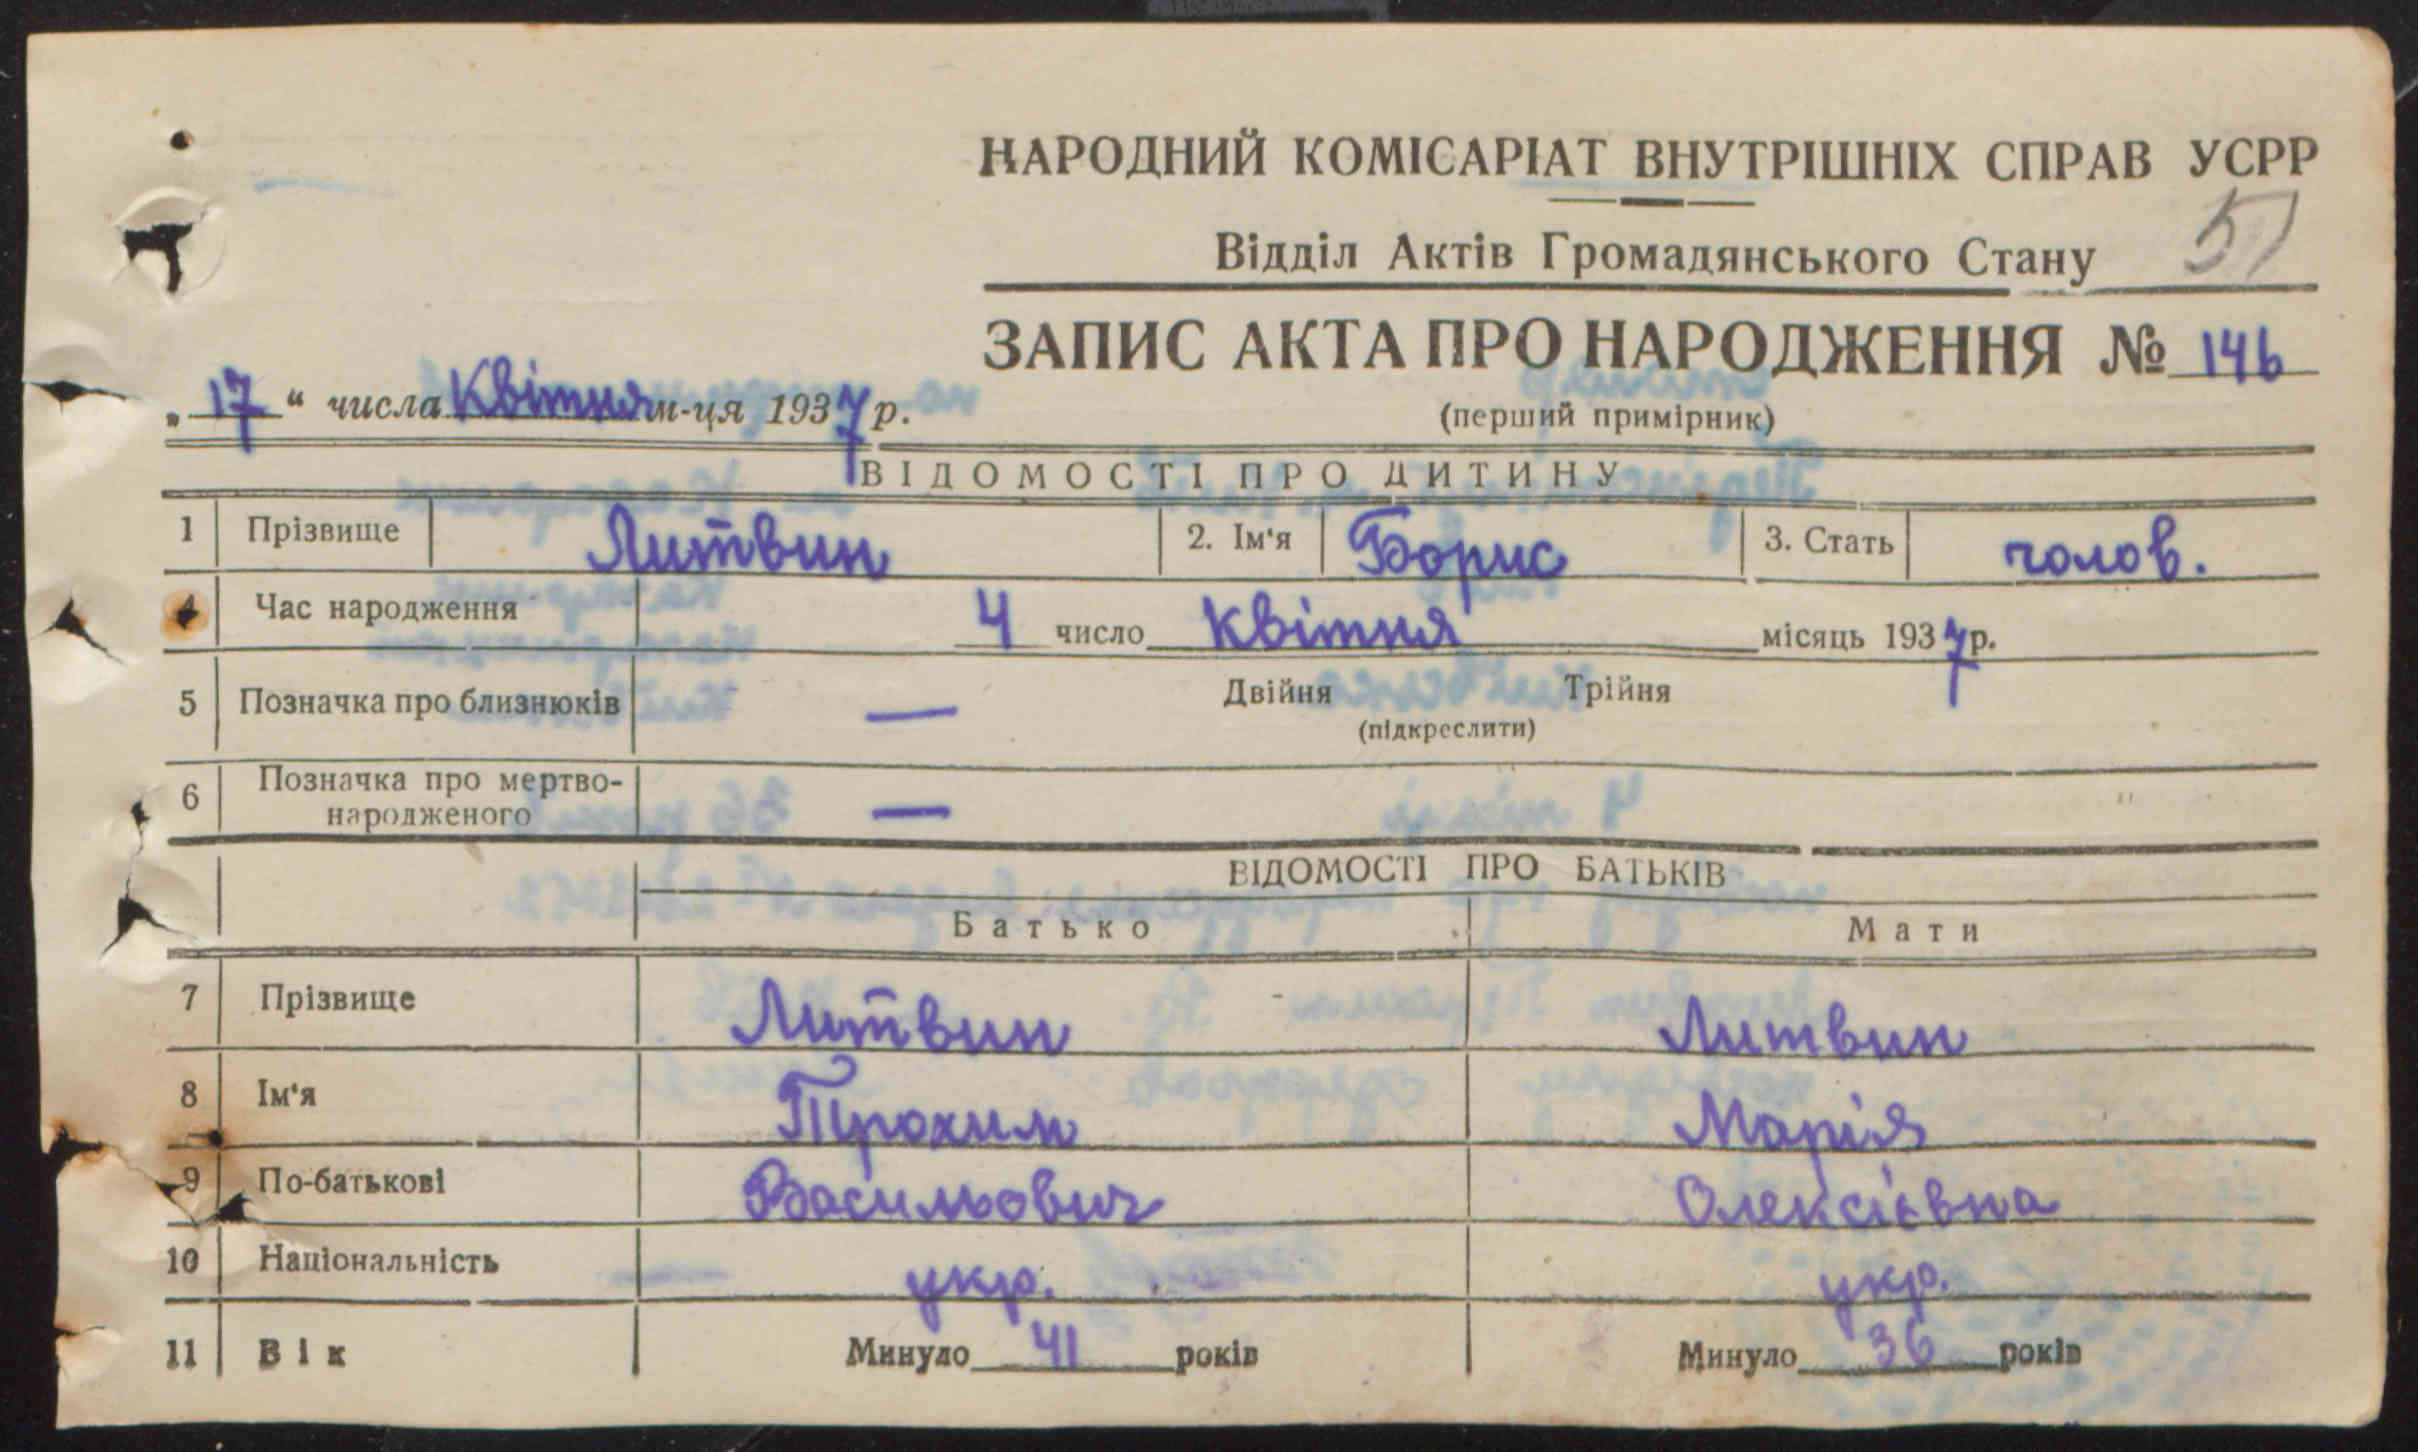 НАРОДНИЙ КОМІСАРІАТ ВНУТРІШНІХ СПРАВ УСРР
51
Відділ Актів Громадянського Стану
ЗАПИС АКТА ПРО НАРОДЖЕННЯ № 146
„17“ числа Квітня м-ця 1937 р.
(перший примірник)
ВІДОМОСТІ ПРО ДИТИНУ
1 Прізвище Литвин 2. Ім'я Борис 3. Стать чолов.
4 Час народження 4 число Квітня місяць 1937 р.
5 Позначка про близнюків — Двійня Трійня
(підкреслити)
6 Позначка про мертво-
народженого —
ВІДОМОСТІ ПРО БАТЬКІВ
Батько Мати
7 Прізвище Литвин Литвин
8 Ім'я Трохим Марія
9 По-батькові Васильович Олексієвна
10 Національність укр. укр.
11 Вік Минуло 41 років Минуло 36 років